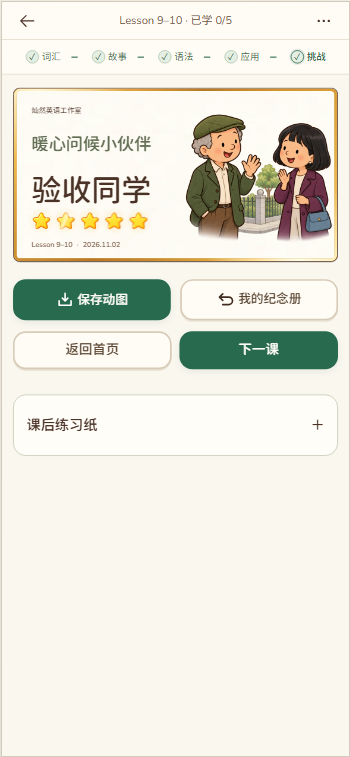 Lesson 9–10 · 已学 0/5
词汇 – 故事 – 语法 – 应用 – 挑战
灿然英语工作室
暖心问候小伙伴
验收同学
Lesson 9–10 · 2026.11.02
保存动图
我的纪念册
返回首页
下一课
课后练习纸